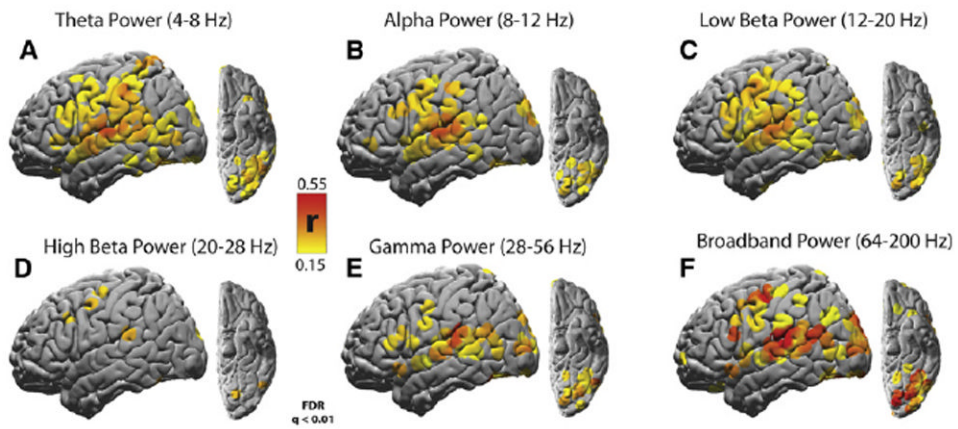 Theta Power (4-8 Hz)
Alpha Power (8-12 Hz)
Low Beta Power (12-20 Hz)
A
B
C
0.55
r
0.15
High Beta Power (20-28 Hz)
Gamma Power (28-56 Hz)
Broadband Power (64-200 Hz)
D
E
F
FDR
q < 0.01